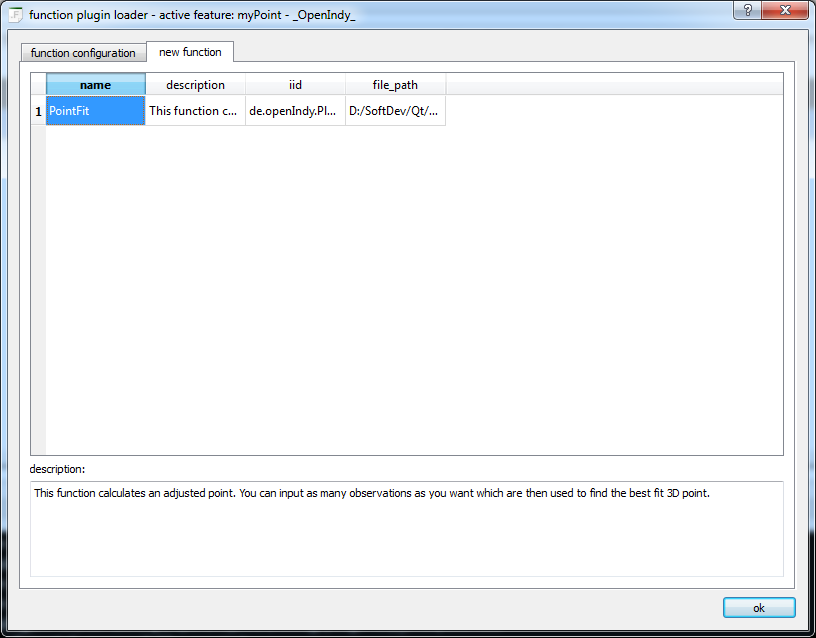 function plugin loader - active feature: myPoint - _OpenIndy_
function configuration new function
name description iid file_path
1 PointFit This function c... de.openIndy.Pl... D:/SoftDev/Qt/...
description:
This function calculates an adjusted point. You can input as many observations as you want which are then used to find the best fit 3D point.
ok